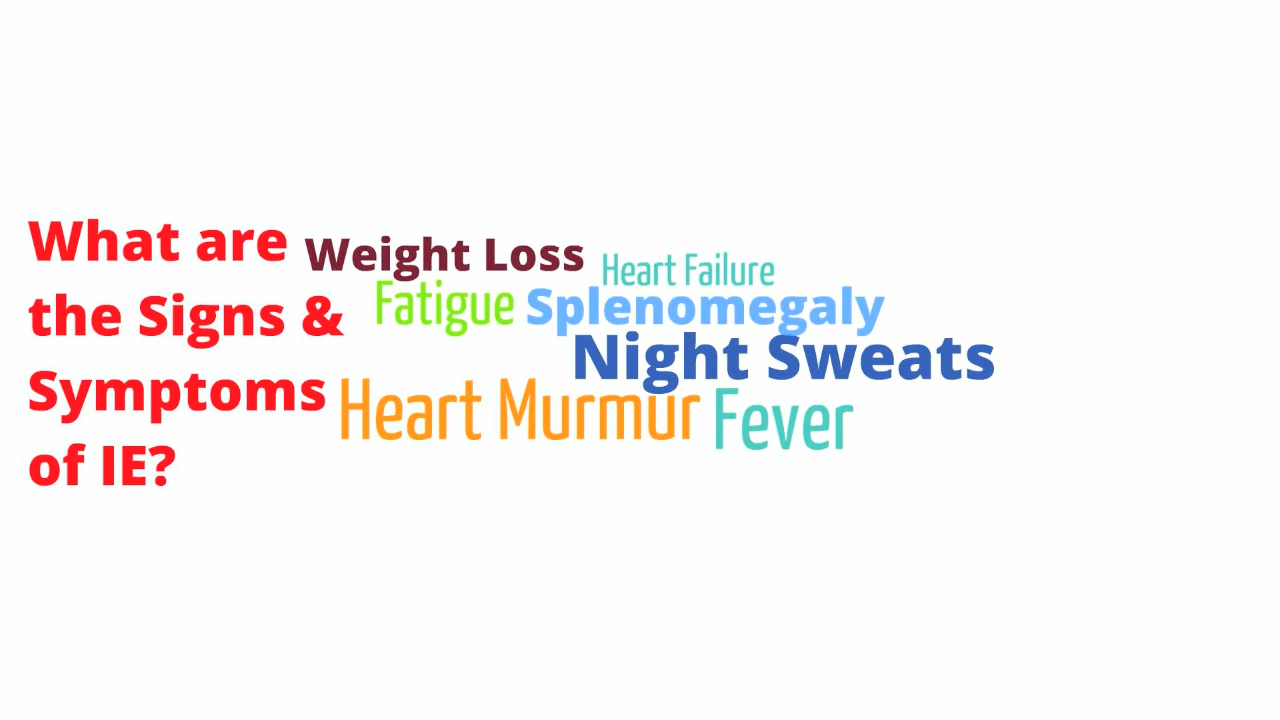 What are
the Signs &
Symptoms
of IE?
Weight Loss
Heart Failure
Fatigue
Splenomegaly
Night Sweats
Heart Murmur
Fever